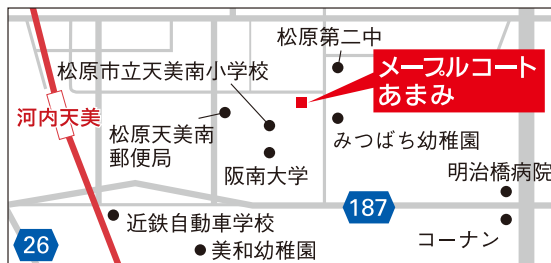 松原第二中
松原市立天美南小学校
メープルコート
あまみ
河内天美
松原天美南
郵便局
みつばち幼稚園
阪南大学
明治橋病院
187
近鉄自動車学校
コーナン
26
美和幼稚園